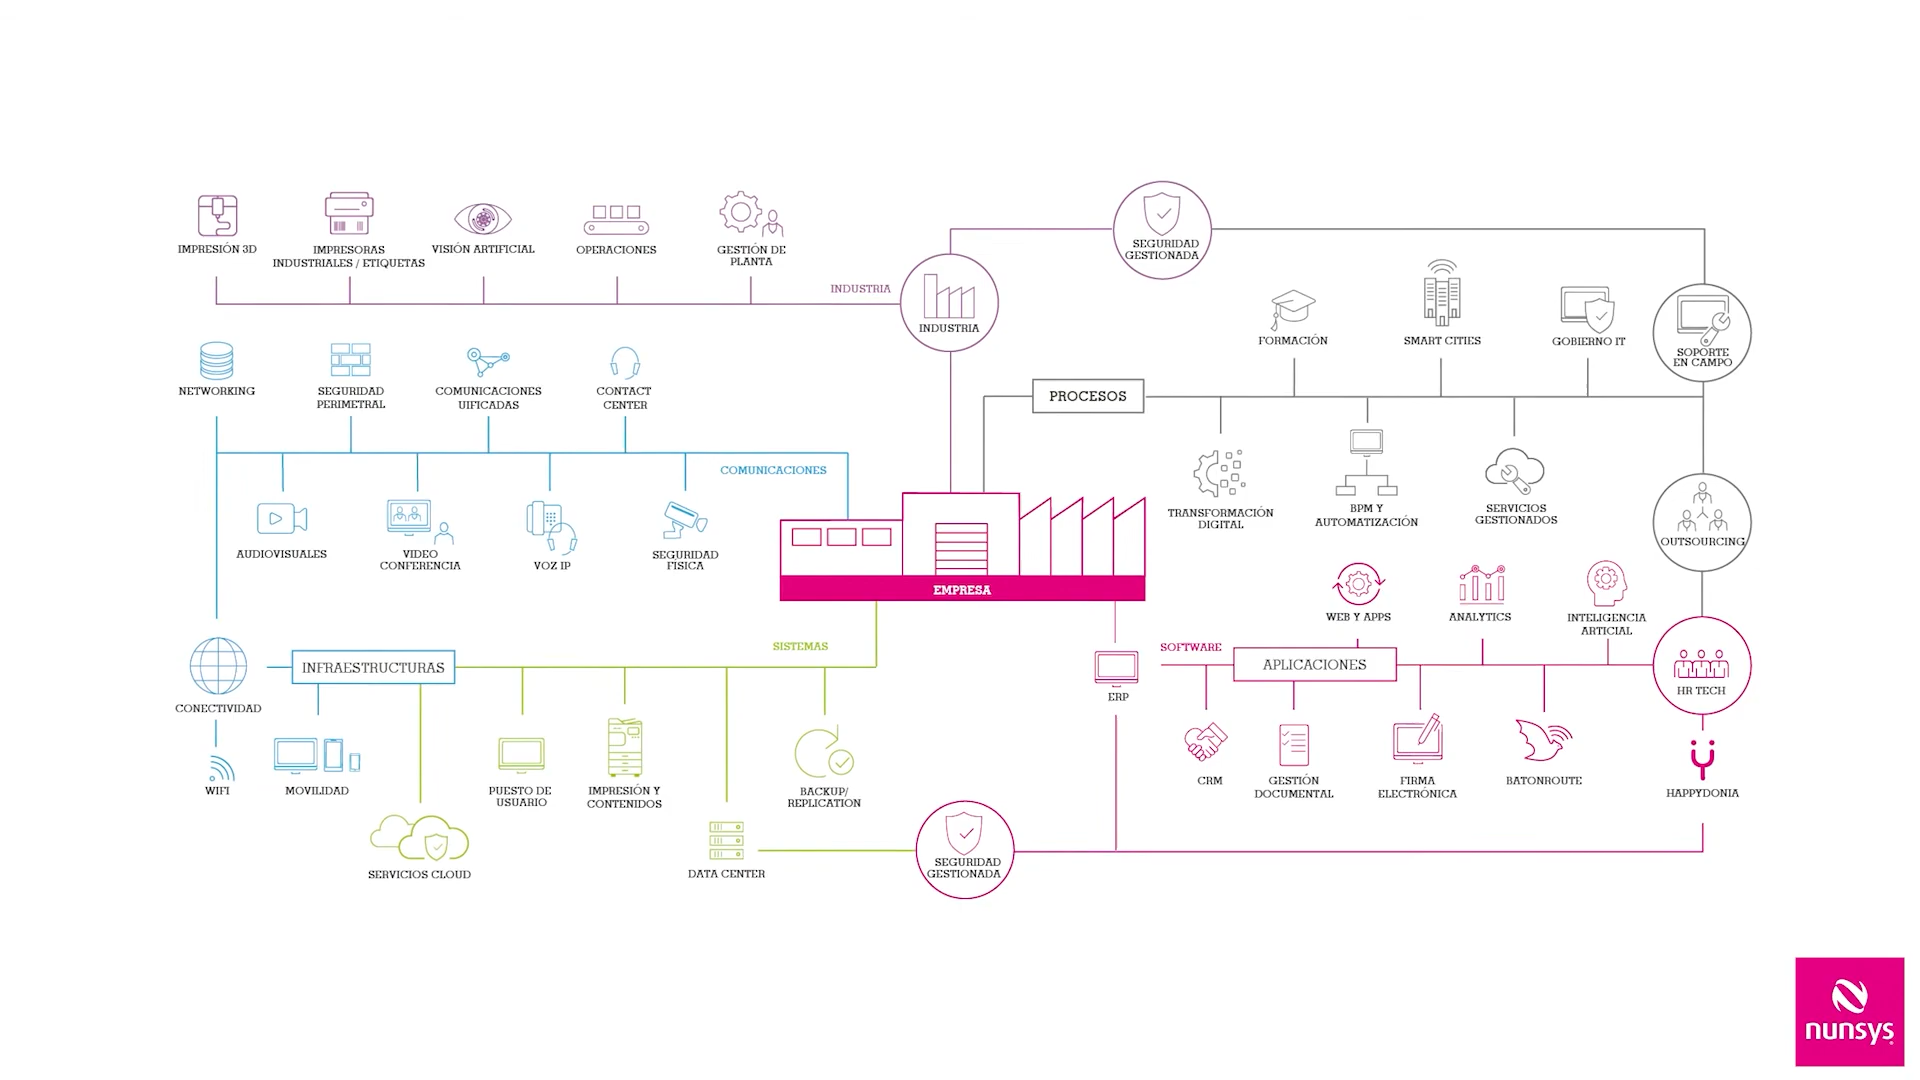 IMPRESIÓN 3D
IMPRESORAS
INDUSTRIALES / ETIQUETAS
VISIÓN ARTIFICIAL
OPERACIONES
GESTIÓN DE
PLANTA
INDUSTRIA
INDUSTRIA
SEGURIDAD
GESTIONADA
FORMACIÓN
SMART CITIES
GOBIERNO IT
SOPORTE
EN CAMPO
NETWORKING
SEGURIDAD
PERIMETRAL
COMUNICACIONES
UIFICADAS
CONTACT
CENTER
PROCESOS
COMUNICACIONES
AUDIOVISUALES
VIDEO
CONFERENCIA
VOZ IP
SEGURIDAD
FISICA
TRANSFORMACIÓN
DIGITAL
BPM Y
AUTOMATIZACIÓN
SERVICIOS
GESTIONADOS
OUTSOURCING
EMPRESA
WEB Y APPS
ANALYTICS
INTELIGENCIA
ARTICIAL
SISTEMAS
SOFTWARE
INFRAESTRUCTURAS
APLICACIONES
CONECTIVIDAD
ERP
HR TECH
WIFI
MOVILIDAD
PUESTO DE
USUARIO
IMPRESIÓN Y
CONTENIDOS
BACKUP/
REPLICATION
CRM
GESTIÓN
DOCUMENTAL
FIRMA
ELECTRÓNICA
BATONROUTE
HAPPYDONIA
SERVICIOS CLOUD
DATA CENTER
SEGURIDAD
GESTIONADA
nunsys